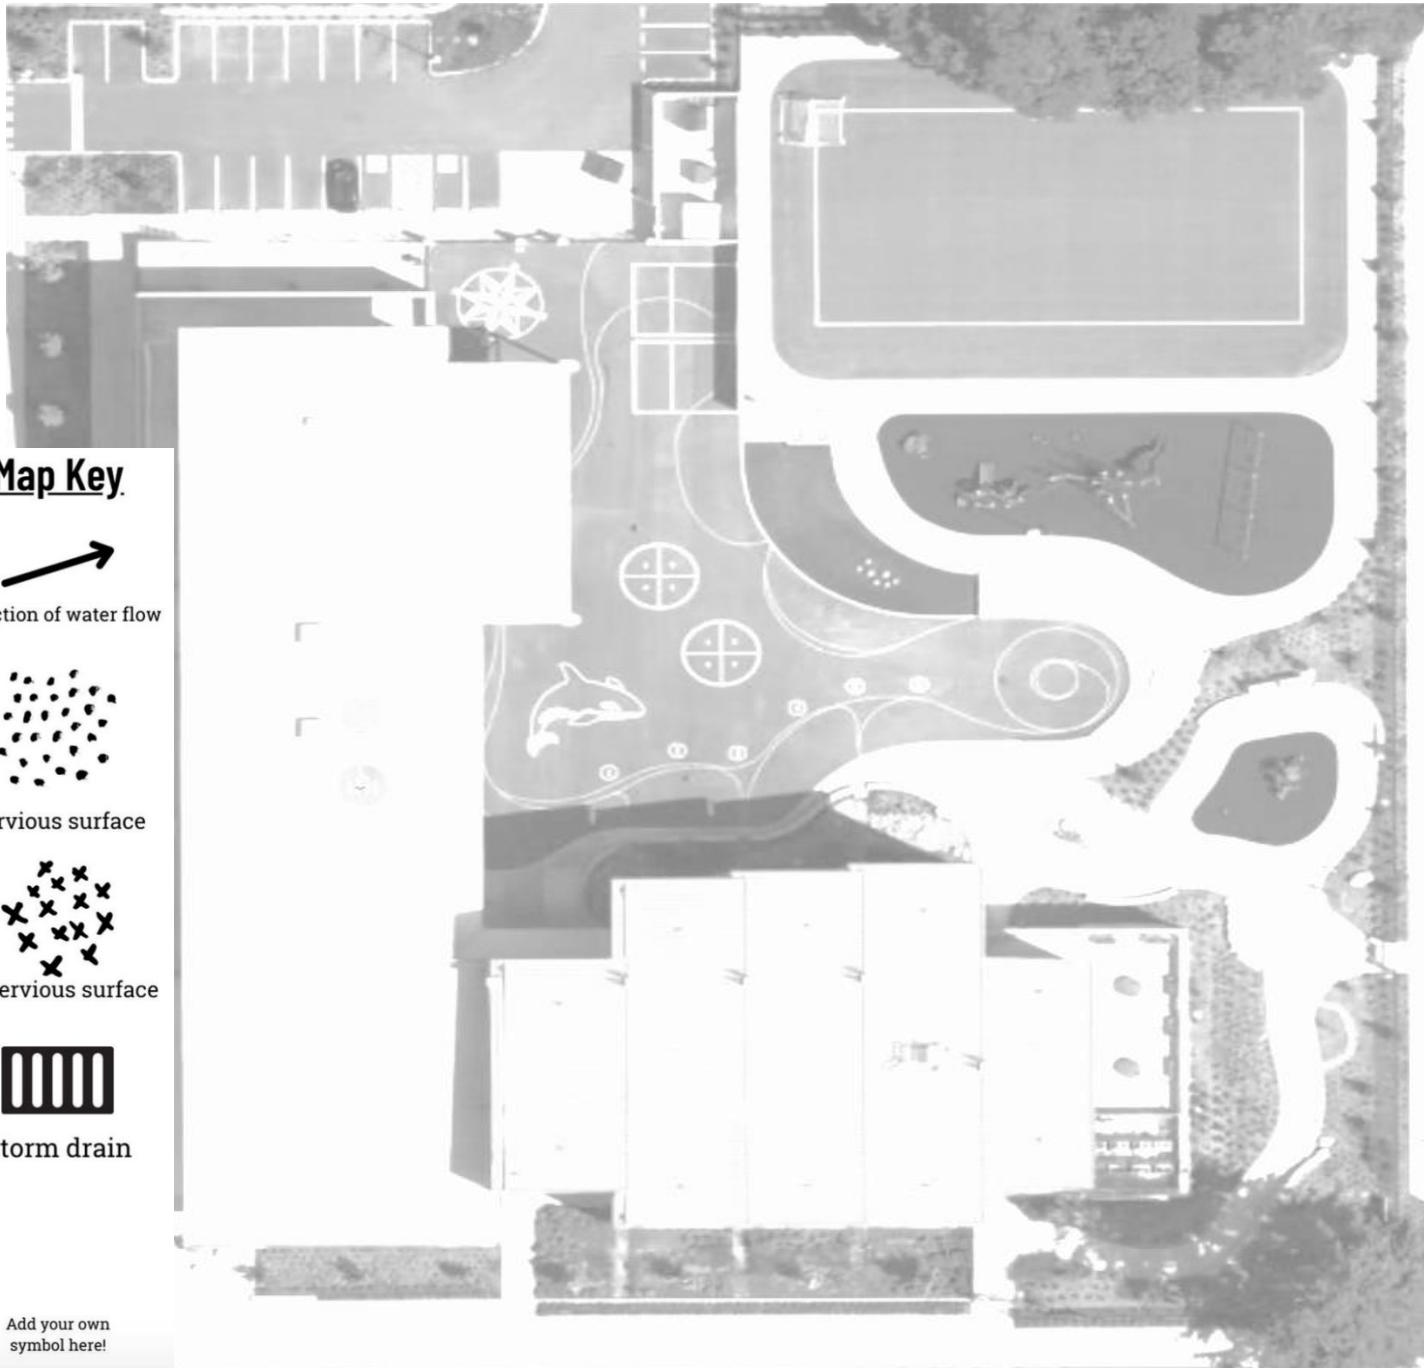 Map Key
ction of water flow
rvious surface
ervious surface
torm drain
Add your own
symbol here!